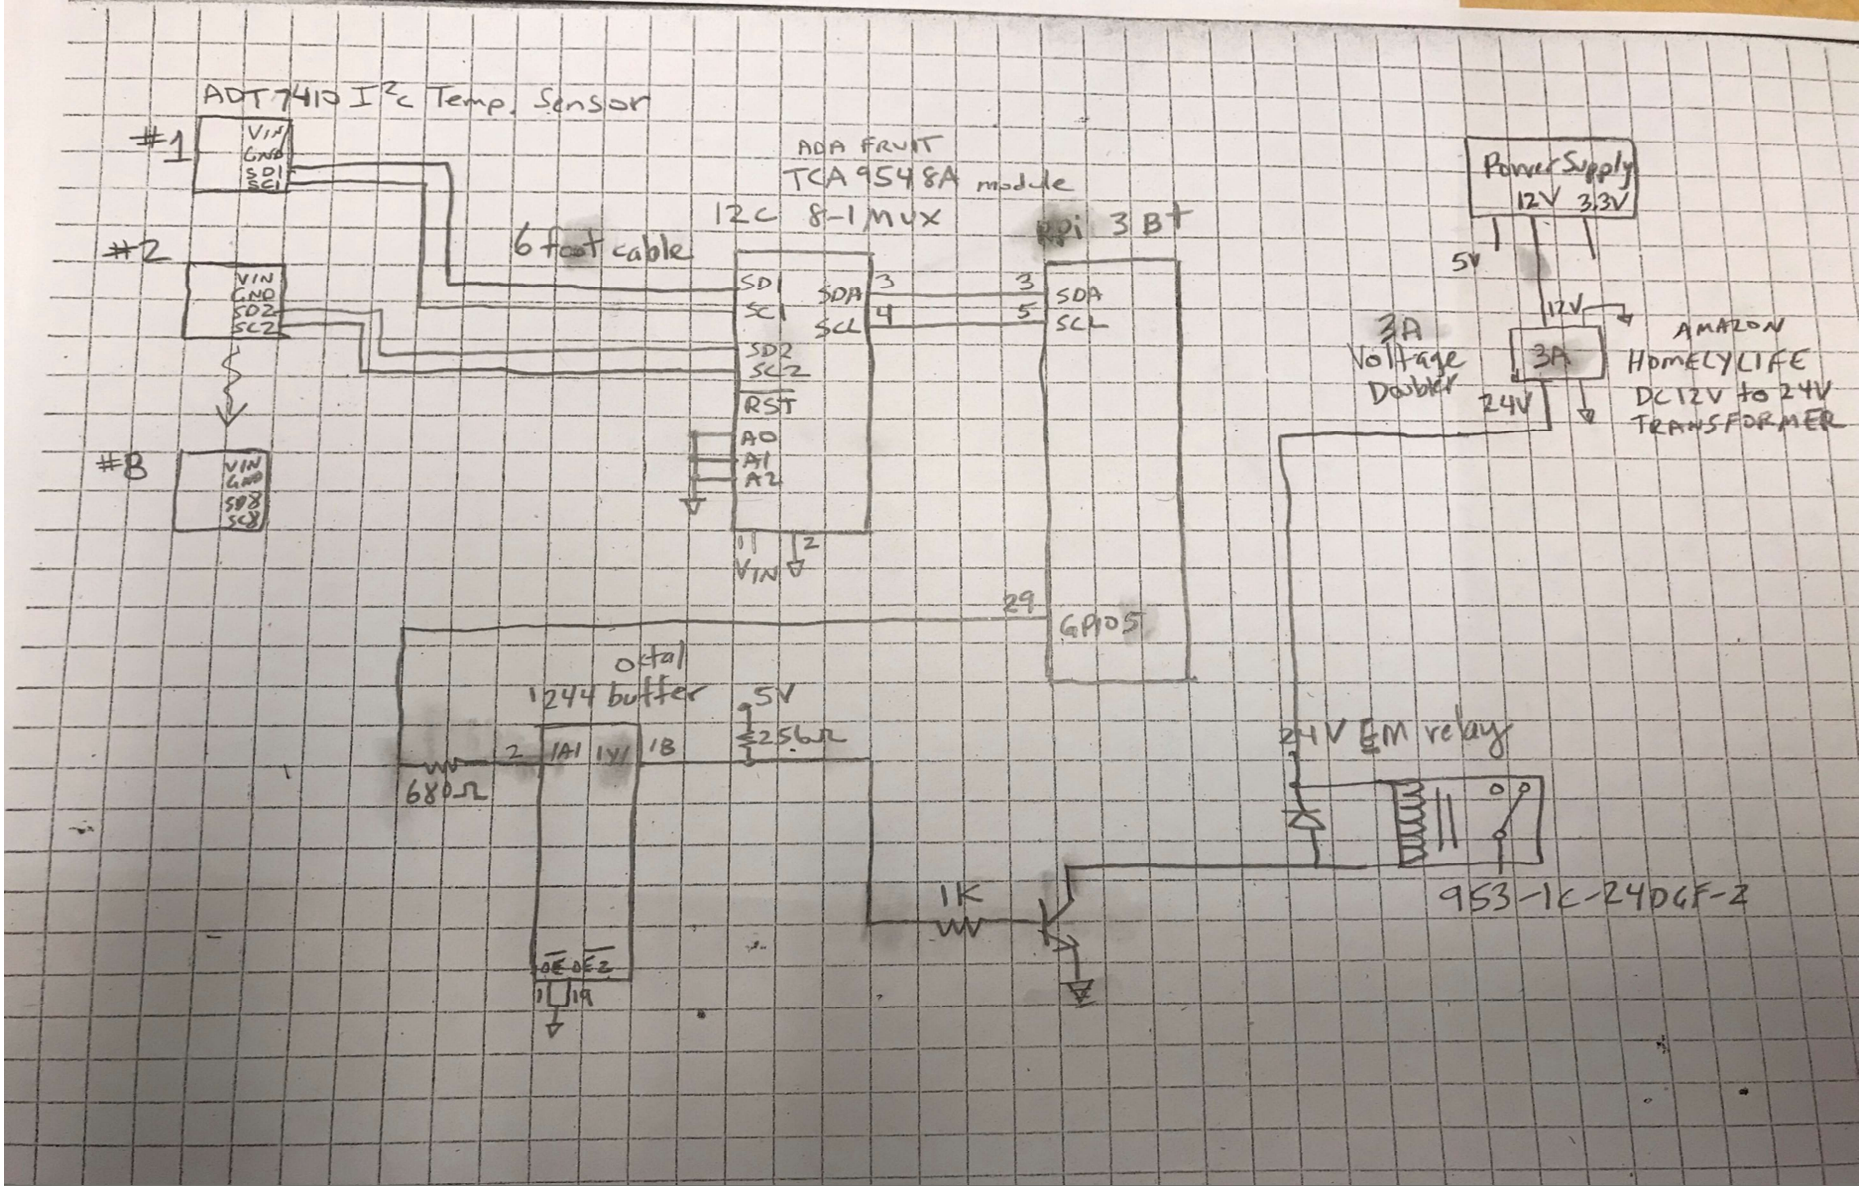 ADT7410 I²C Temp. Sensor
#1
VIN
GND
SD1
SC1
#2
VIN
GND
SD2
SC2
#8
VIN
GND
SD8
SC8
6 foot cable
ADA FRUIT
TCA9548A module
I2C 8-1 MUX
SD1
SC1
SD2
SC2
RST
A0
A1
A2
SDA
SCL
3
4
1
2
VIN
RPi 3 B+
3
5
SDA
SCL
29
GPIO5
Power Supply
12V 3.3V
5V
12V
3A
Voltage
Doubler
3A
24V
AMAZON
HOMELYLIFE
DC12V to 24V
TRANSFORMER
octal
'244 buffer
680Ω
2
1A1
1Y1
18
5V
256Ω
OE OE2
1
19
1K
24V EM relay
953-1C-24DGF-2